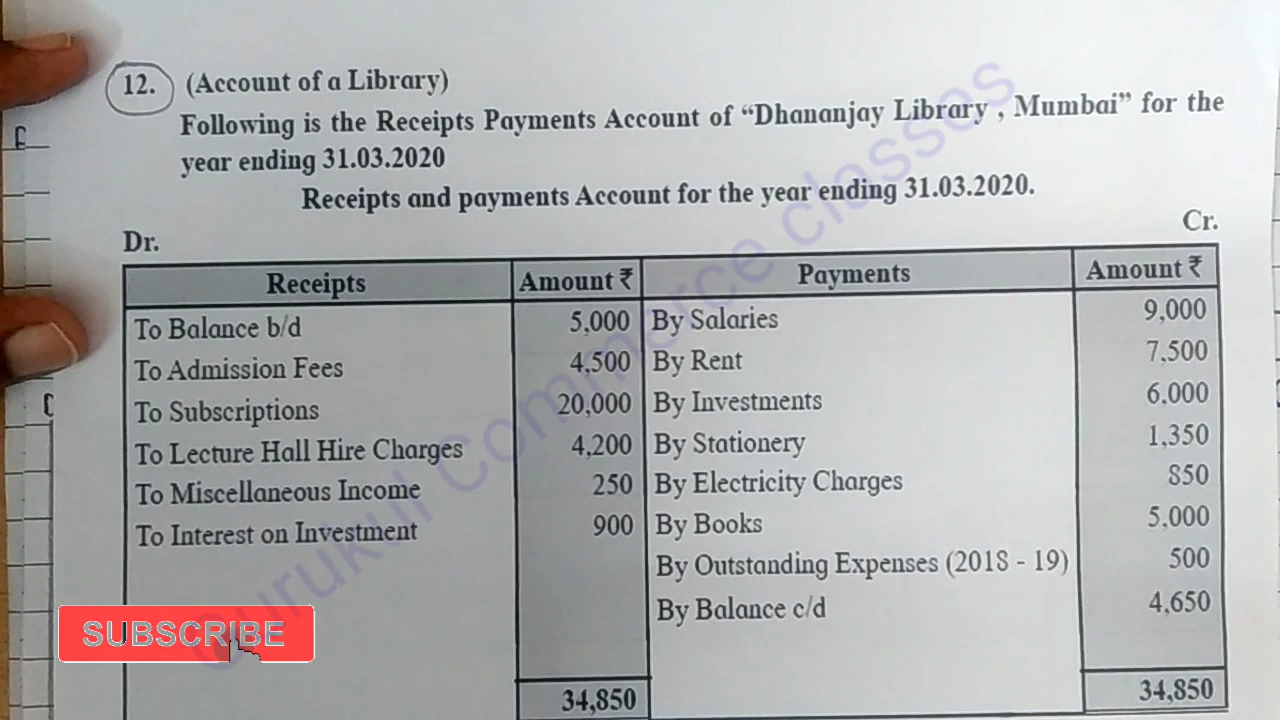 12. (Account of a Library)
Following is the Receipts Payments Account of “Dhananjay Library , Mumbai” for the
year ending 31.03.2020
Receipts and payments Account for the year ending 31.03.2020.
Dr. Cr.
Receipts Amount ₹ Payments Amount ₹
To Balance b/d 5,000 By Salaries 9,000
To Admission Fees 4,500 By Rent 7,500
To Subscriptions 20,000 By Investments 6,000
To Lecture Hall Hire Charges 4,200 By Stationery 1,350
To Miscellaneous Income 250 By Electricity Charges 850
To Interest on Investment 900 By Books 5,000
By Outstanding Expenses (2018 - 19) 500
By Balance c/d 4,650
34,850 34,850
Gurukul Commerce classes
SUBSCRIBE